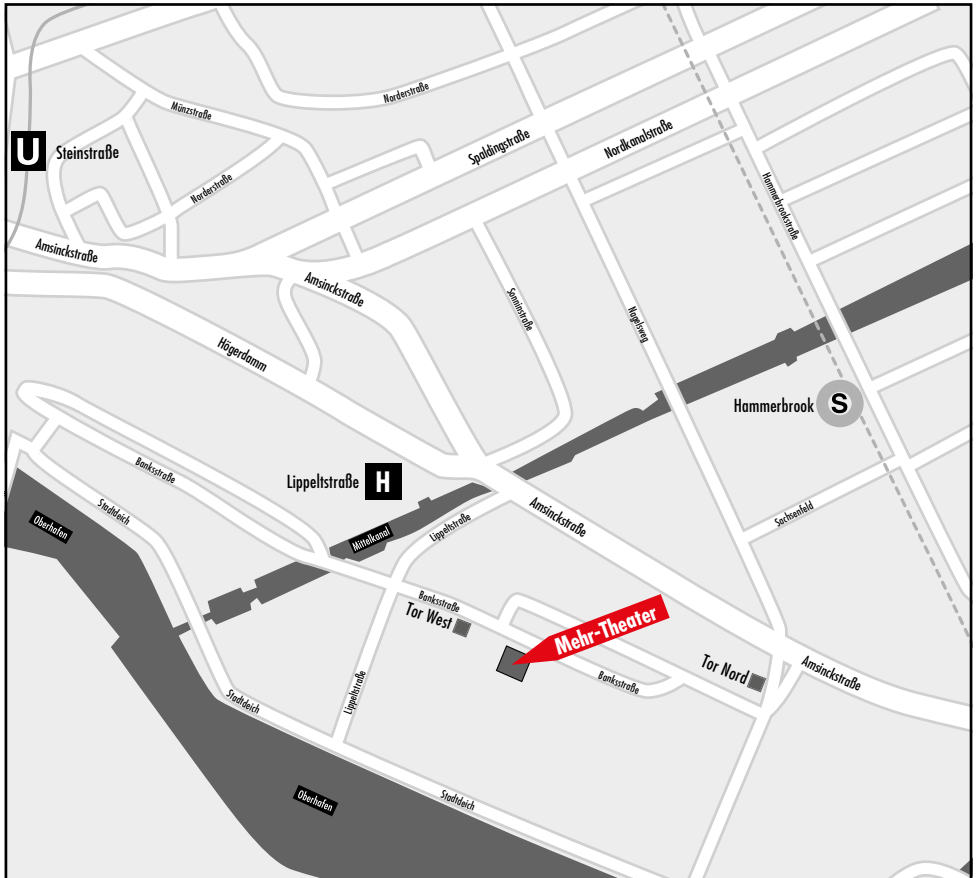 Norderstraße
Münzstraße
U Steinstraße
Spaldingstraße
Nordkanalstraße
Norderstraße
Hammerbrookstraße
Amsinckstraße
Amsinckstraße
Sonninstraße
Nagelsweg
Högerdamm
Hammerbrook S
Banksstraße
Lippeltstraße H
Stadtdeich
Oberhafen
Amsinckstraße
Sachsenfeld
Lippeltstraße
Mittelkanal
Banksstraße
Tor West
Mehr-Theater
Tor Nord
Amsinckstraße
Banksstraße
Lippeltstraße
Stadtdeich
Oberhafen
Stadtdeich